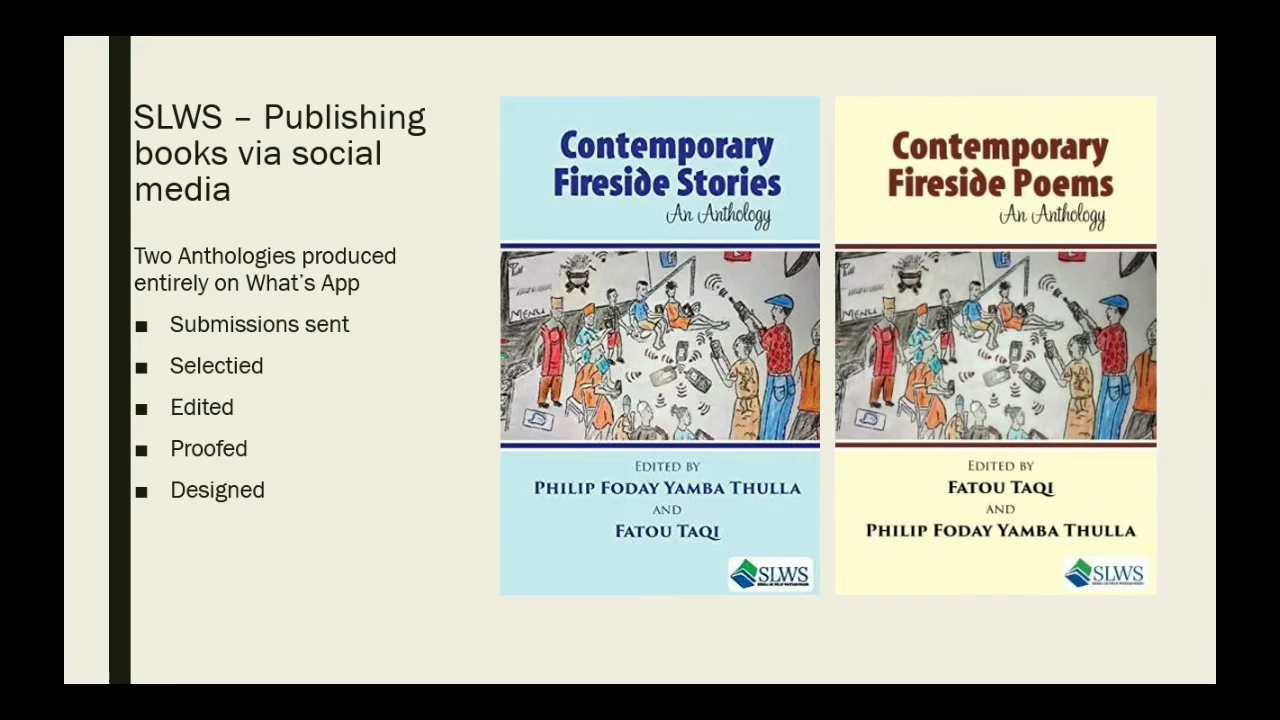 SLWS – Publishing
books via social
media
Two Anthologies produced
entirely on What's App
■ Submissions sent
■ Selectied
■ Edited
■ Proofed
■ Designed
Contemporary
Fireside Stories
An Anthology
MENU
EDITED BY
PHILIP FODAY YAMBA THULLA
AND
FATOU TAQI
SLWS
Contemporary
Fireside Poems
An Anthology
MENU
EDITED BY
FATOU TAQI
AND
PHILIP FODAY YAMBA THULLA
SLWS